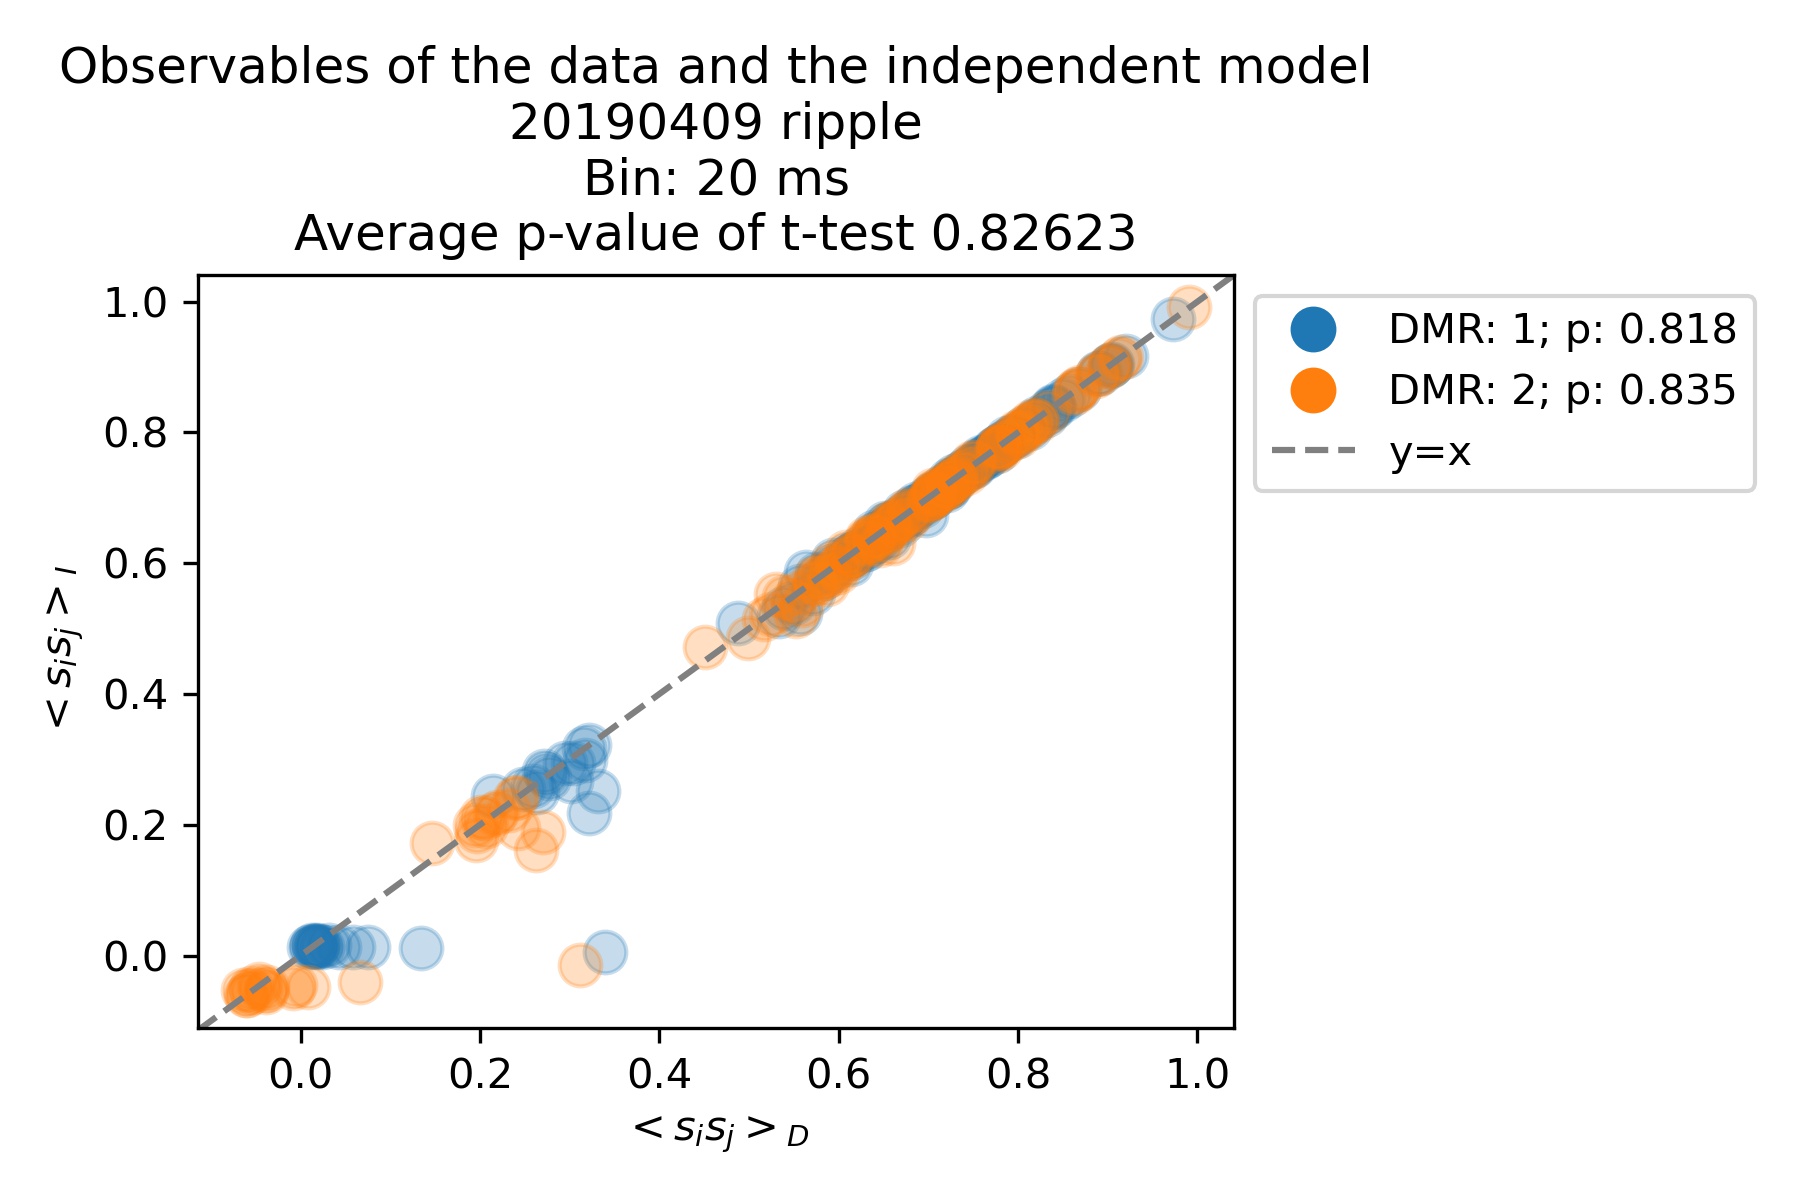 Observables of the data and the independent model
20190409 ripple
Bin: 20 ms
Average p-value of t-test 0.82623
1.0
0.8
0.6
0.4
0.2
0.0
<s_i s_j>_I
0.0 0.2 0.4 0.6 0.8 1.0
<s_i s_j>_D
DMR: 1; p: 0.818
DMR: 2; p: 0.835
y=x